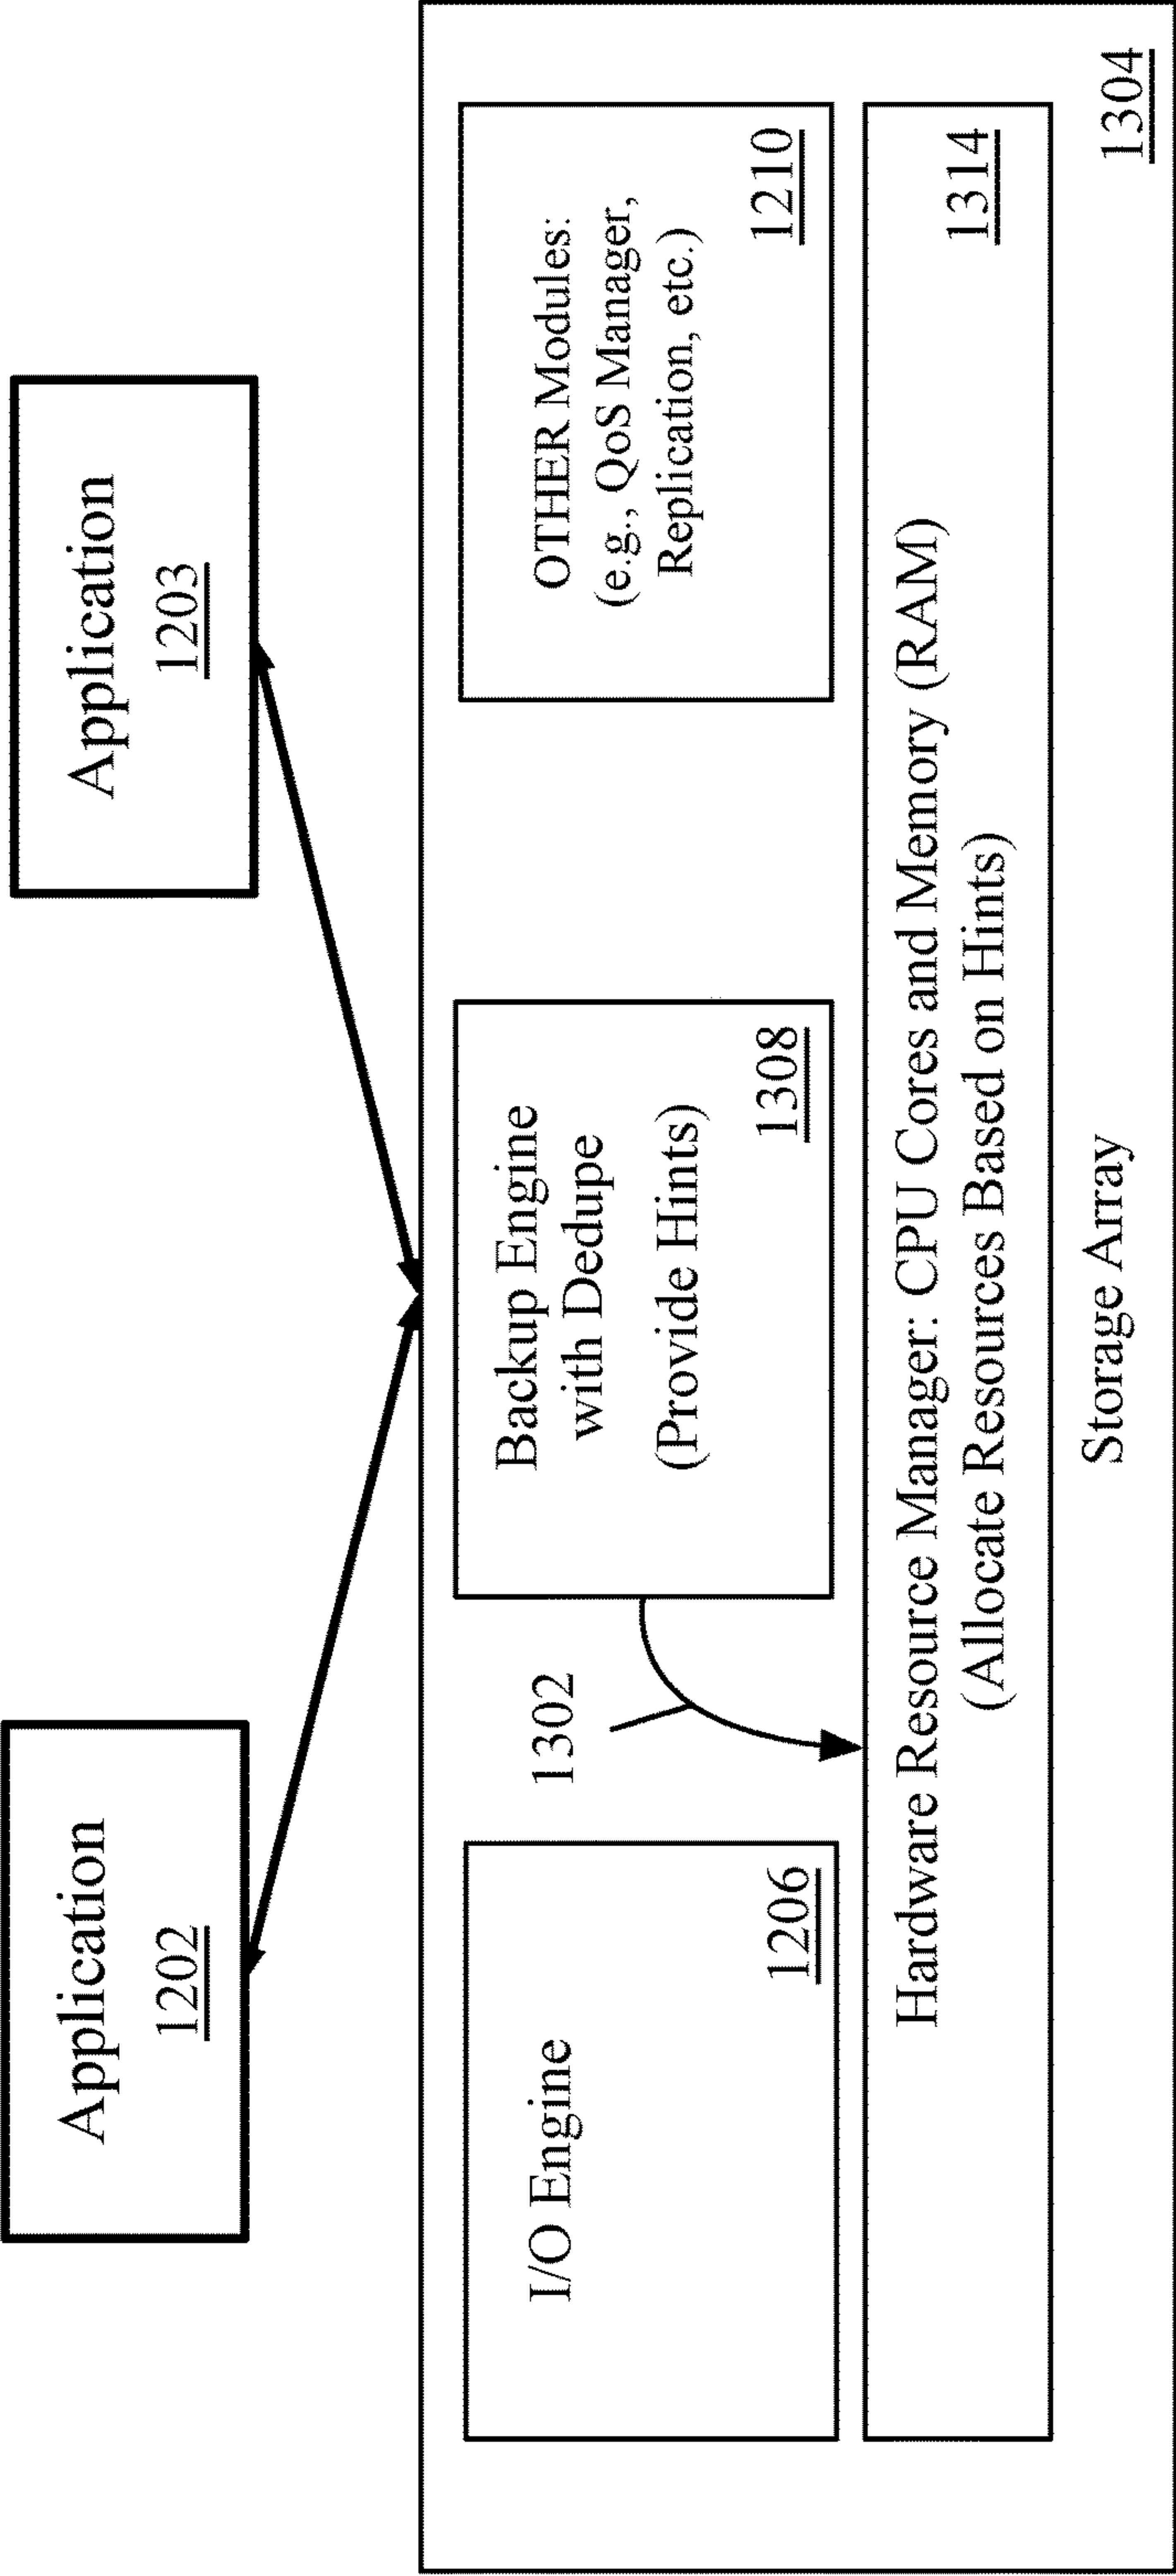 Application
1202
Application
1203
I/O Engine
1206
1302
Backup Engine
with Dedupe
(Provide Hints)
1308
OTHER Modules:
(e.g., QoS Manager,
Replication, etc.)
1210
Hardware Resource Manager: CPU Cores and Memory (RAM)
(Allocate Resources Based on Hints)
1314
Storage Array
1304